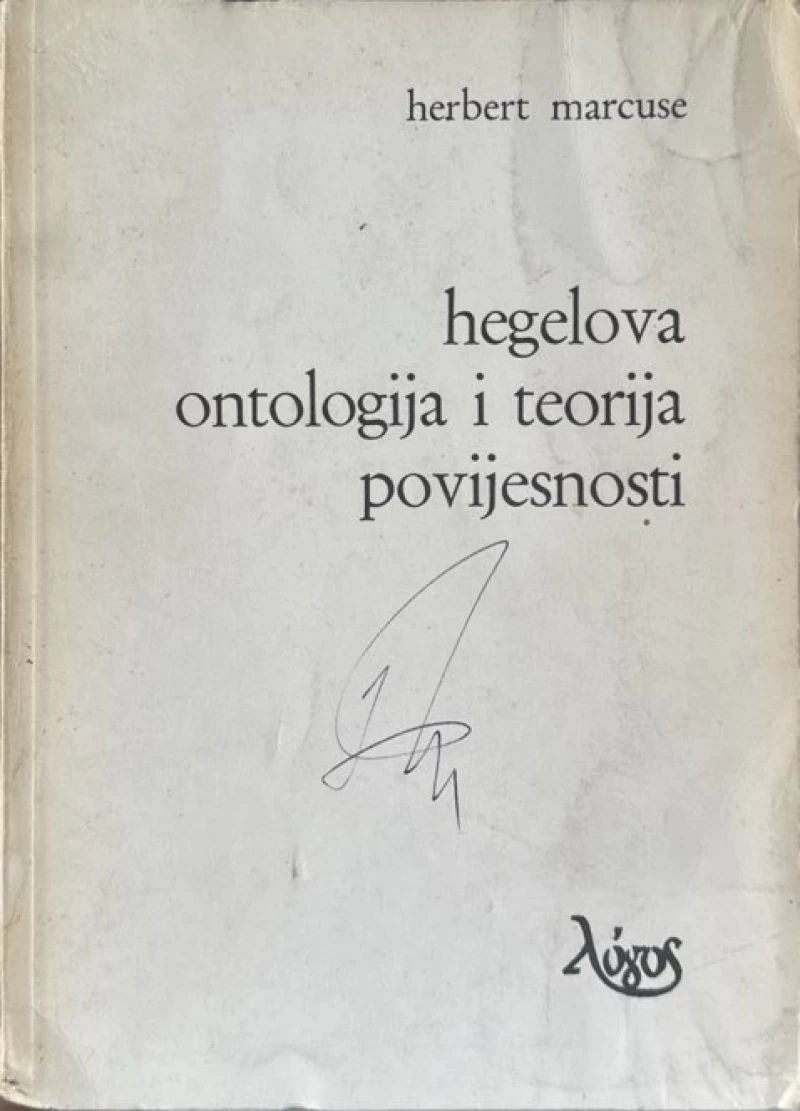 herbert marcuse
hegelova
ontologija i teorija
povijesnosti
λόγος